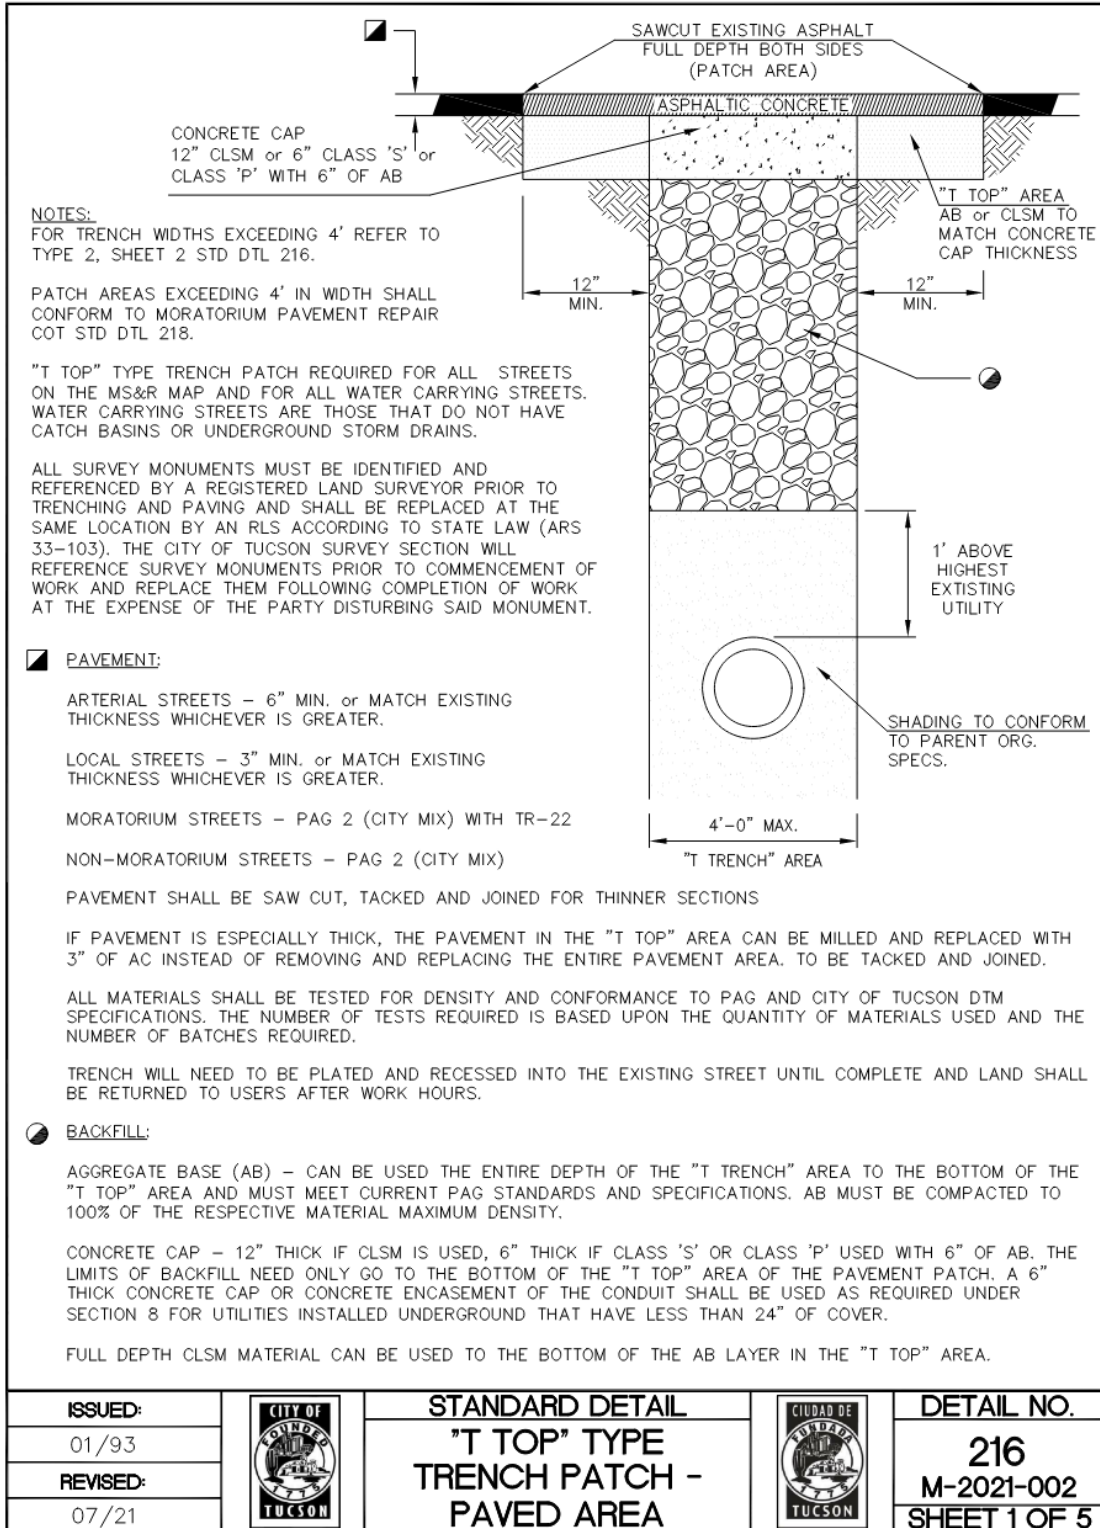 SAWCUT EXISTING ASPHALT
FULL DEPTH BOTH SIDES
(PATCH AREA)
ASPHALTIC CONCRETE
CONCRETE CAP
12" CLSM or 6" CLASS 'S' or
CLASS 'P' WITH 6" OF AB
"T TOP" AREA
AB or CLSM TO
MATCH CONCRETE
CAP THICKNESS
12"
MIN.
12"
MIN.
NOTES:
FOR TRENCH WIDTHS EXCEEDING 4' REFER TO
TYPE 2, SHEET 2 STD DTL 216.
PATCH AREAS EXCEEDING 4' IN WIDTH SHALL
CONFORM TO MORATORIUM PAVEMENT REPAIR
COT STD DTL 218.
"T TOP" TYPE TRENCH PATCH REQUIRED FOR ALL STREETS
ON THE MS&R MAP AND FOR ALL WATER CARRYING STREETS.
WATER CARRYING STREETS ARE THOSE THAT DO NOT HAVE
CATCH BASINS OR UNDERGROUND STORM DRAINS.
ALL SURVEY MONUMENTS MUST BE IDENTIFIED AND
REFERENCED BY A REGISTERED LAND SURVEYOR PRIOR TO
TRENCHING AND PAVING AND SHALL BE REPLACED AT THE
SAME LOCATION BY AN RLS ACCORDING TO STATE LAW (ARS
33-103). THE CITY OF TUCSON SURVEY SECTION WILL
REFERENCE SURVEY MONUMENTS PRIOR TO COMMENCEMENT OF
WORK AND REPLACE THEM FOLLOWING COMPLETION OF WORK
AT THE EXPENSE OF THE PARTY DISTURBING SAID MONUMENT.
1' ABOVE
HIGHEST
EXTISTING
UTILITY
SHADING TO CONFORM
TO PARENT ORG.
SPECS.
4'-0" MAX.
"T TRENCH" AREA
PAVEMENT:
ARTERIAL STREETS - 6" MIN. or MATCH EXISTING
THICKNESS WHICHEVER IS GREATER.
LOCAL STREETS - 3" MIN. or MATCH EXISTING
THICKNESS WHICHEVER IS GREATER.
MORATORIUM STREETS - PAG 2 (CITY MIX) WITH TR-22
NON-MORATORIUM STREETS - PAG 2 (CITY MIX)
PAVEMENT SHALL BE SAW CUT, TACKED AND JOINED FOR THINNER SECTIONS
IF PAVEMENT IS ESPECIALLY THICK, THE PAVEMENT IN THE "T TOP" AREA CAN BE MILLED AND REPLACED WITH
3" OF AC INSTEAD OF REMOVING AND REPLACING THE ENTIRE PAVEMENT AREA. TO BE TACKED AND JOINED.
ALL MATERIALS SHALL BE TESTED FOR DENSITY AND CONFORMANCE TO PAG AND CITY OF TUCSON DTM
SPECIFICATIONS. THE NUMBER OF TESTS REQUIRED IS BASED UPON THE QUANTITY OF MATERIALS USED AND THE
NUMBER OF BATCHES REQUIRED.
TRENCH WILL NEED TO BE PLATED AND RECESSED INTO THE EXISTING STREET UNTIL COMPLETE AND LAND SHALL
BE RETURNED TO USERS AFTER WORK HOURS.
BACKFILL:
AGGREGATE BASE (AB) - CAN BE USED THE ENTIRE DEPTH OF THE "T TRENCH" AREA TO THE BOTTOM OF THE
"T TOP" AREA AND MUST MEET CURRENT PAG STANDARDS AND SPECIFICATIONS. AB MUST BE COMPACTED TO
100% OF THE RESPECTIVE MATERIAL MAXIMUM DENSITY.
CONCRETE CAP - 12" THICK IF CLSM IS USED, 6" THICK IF CLASS 'S' OR CLASS 'P' USED WITH 6" OF AB. THE
LIMITS OF BACKFILL NEED ONLY GO TO THE BOTTOM OF THE "T TOP" AREA OF THE PAVEMENT PATCH. A 6"
THICK CONCRETE CAP OR CONCRETE ENCASEMENT OF THE CONDUIT SHALL BE USED AS REQUIRED UNDER
SECTION 8 FOR UTILITIES INSTALLED UNDERGROUND THAT HAVE LESS THAN 24" OF COVER.
FULL DEPTH CLSM MATERIAL CAN BE USED TO THE BOTTOM OF THE AB LAYER IN THE "T TOP" AREA.
ISSUED:
01/93
REVISED:
07/21
CITY OF
FOUNDED
1775
TUCSON
STANDARD DETAIL
"T TOP" TYPE
TRENCH PATCH -
PAVED AREA
CIUDAD DE
FUNDADA
1775
TUCSON
DETAIL NO.
216
M-2021-002
SHEET 1 OF 5